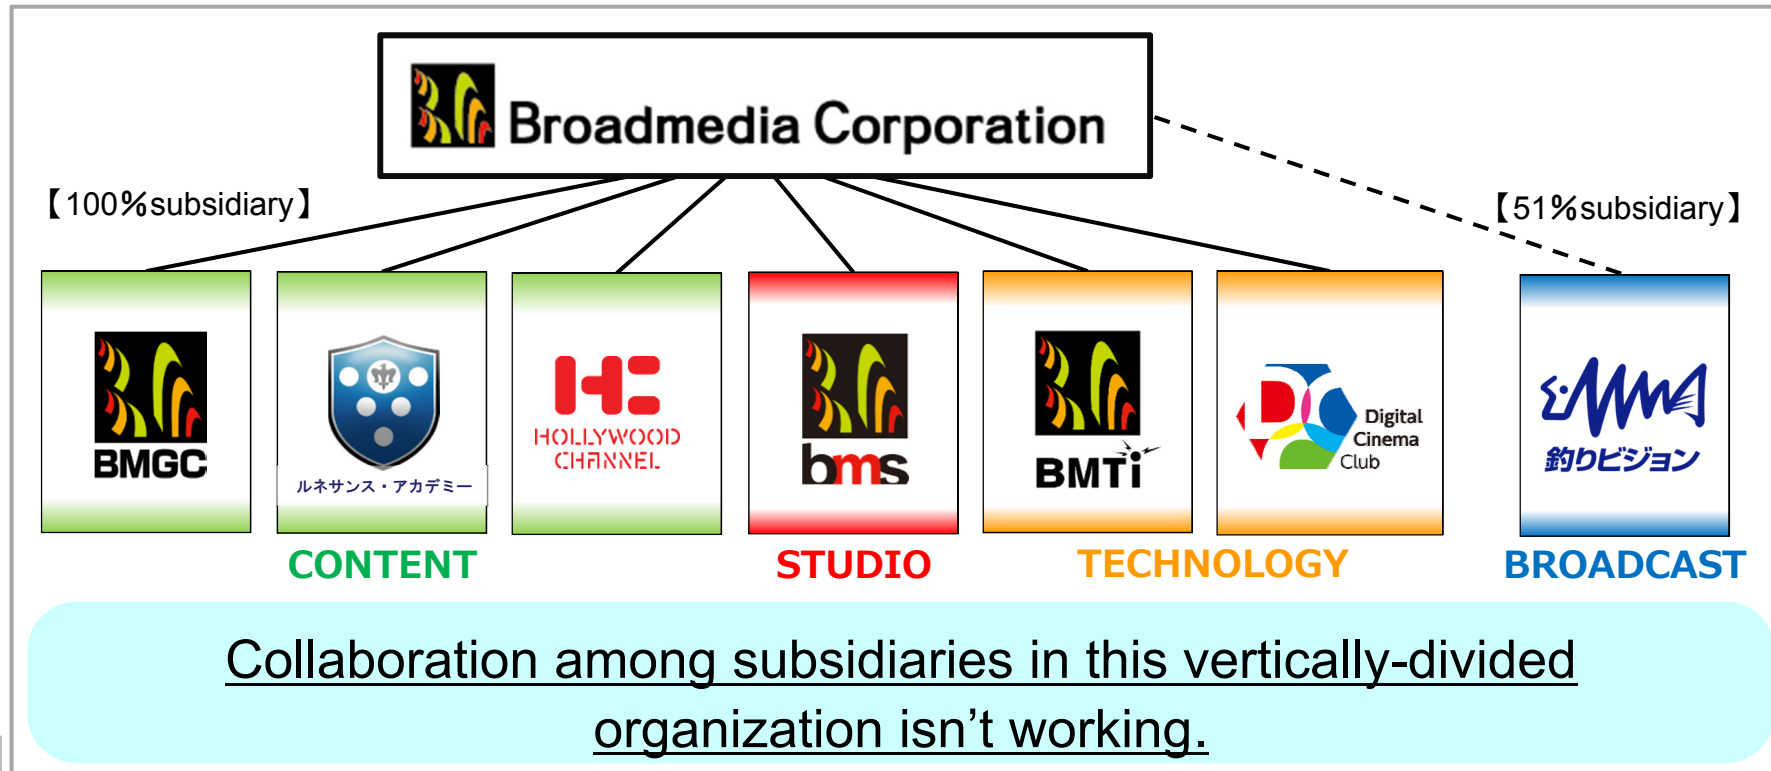 Broadmedia Corporation
【100%subsidiary】
【51%subsidiary】
BMGC
ルネサンス・アカデミー
HOLLYWOOD
CHANNEL
bms
BMTi
Digital
Cinema
Club
釣りビジョン
CONTENT
STUDIO
TECHNOLOGY
BROADCAST
Collaboration among subsidiaries in this vertically-divided
organization isn’t working.